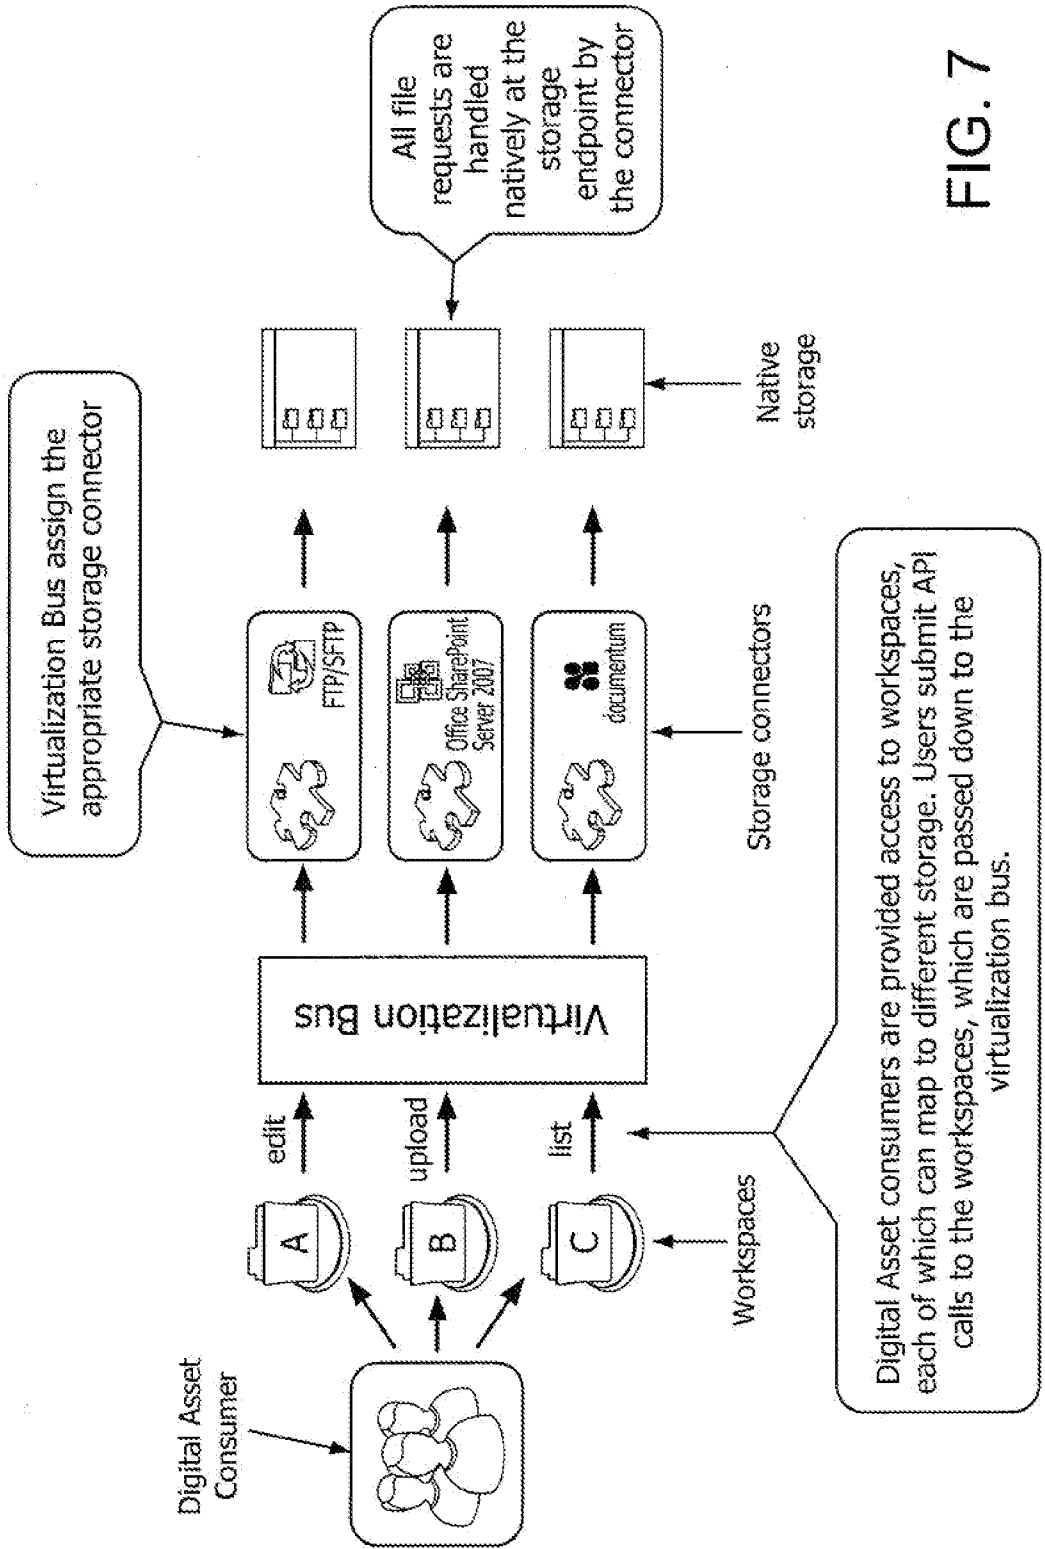 Virtualization Bus assign the
appropriate storage connector
All file
requests are
handled
natively at the
storage
endpoint by
the connector
Digital Asset
Consumer
A
edit
B
upload
C
list
Virtualization Bus
FTP/SFTP
Office SharePoint
Server 2007
documentum
Workspaces
Storage connectors
Native
storage
Digital Asset consumers are provided access to workspaces,
each of which can map to different storage. Users submit API
calls to the workspaces, which are passed down to the
virtualization bus.
FIG. 7